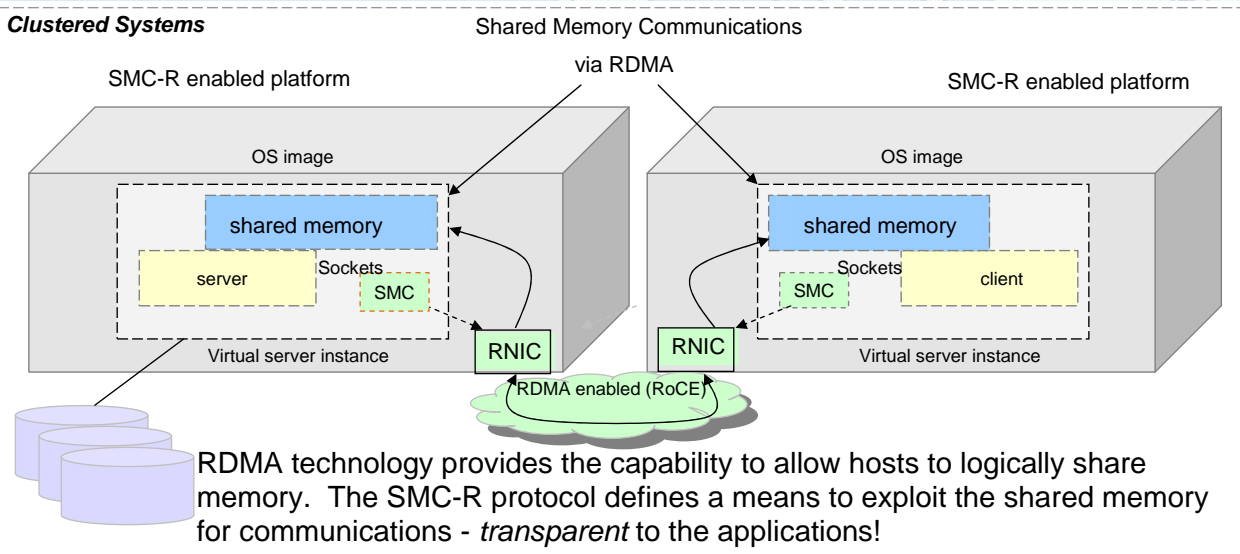 Clustered Systems
Shared Memory Communications
via RDMA
SMC-R enabled platform
SMC-R enabled platform
OS image
OS image
shared memory
shared memory
Sockets
Sockets
server
SMC
SMC
client
RNIC
RNIC
Virtual server instance
Virtual server instance
RDMA enabled (RoCE)
RDMA technology provides the capability to allow hosts to logically share
memory. The SMC-R protocol defines a means to exploit the shared memory
for communications - transparent to the applications!